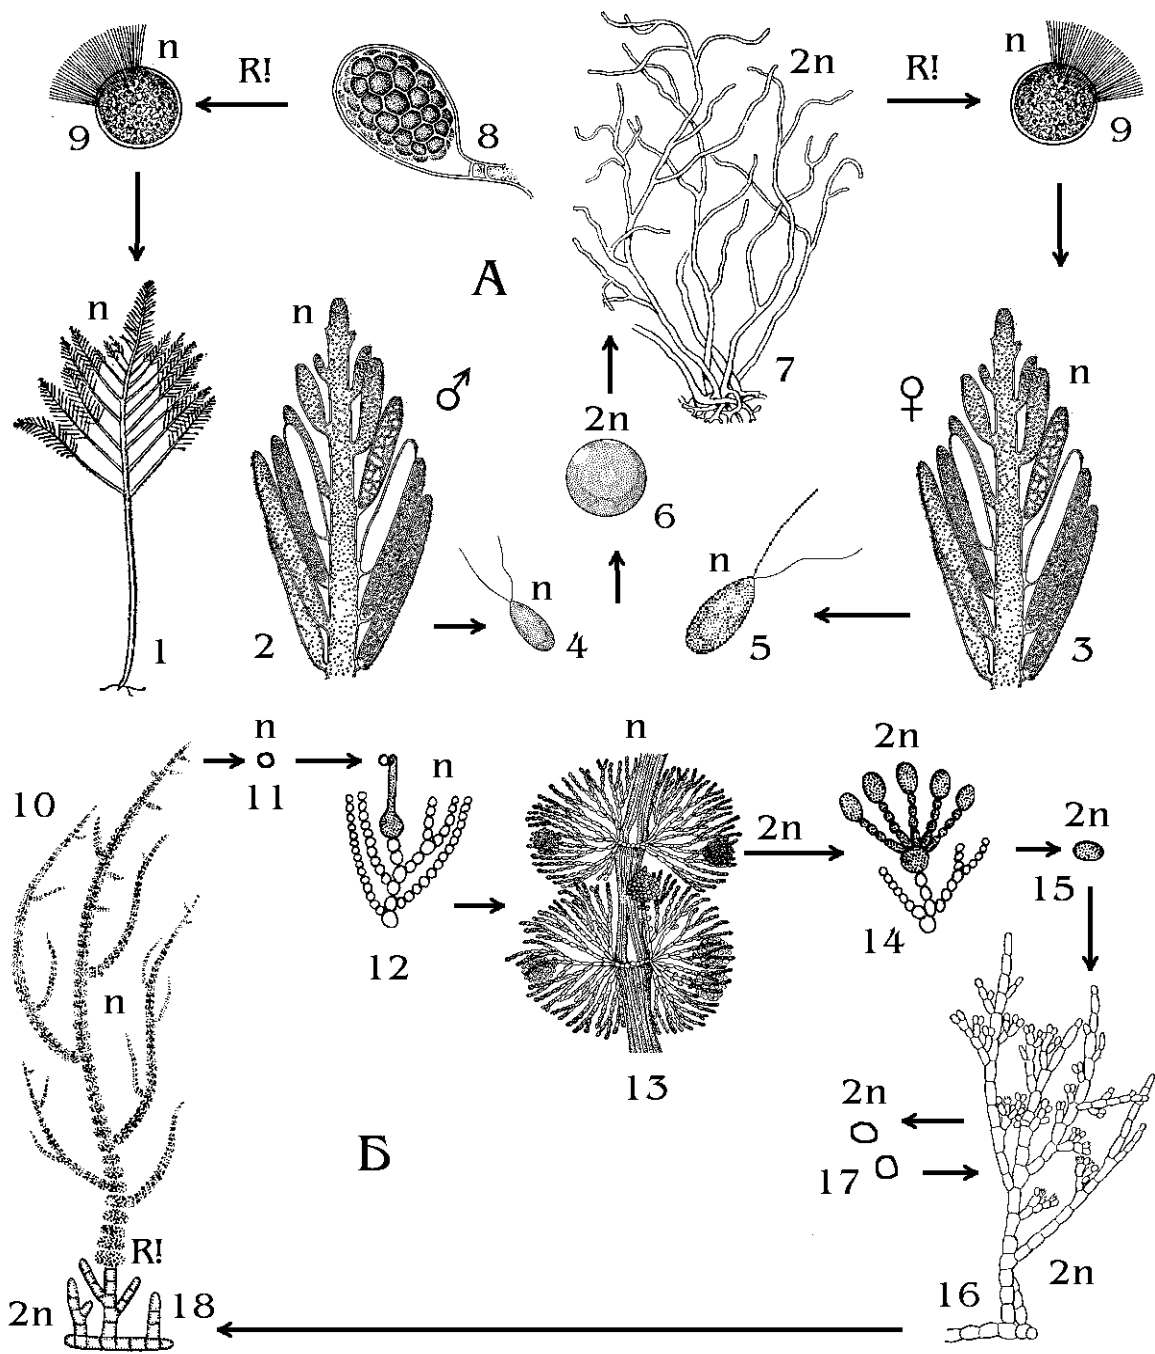 n R! 2n R! n
9 8 9
А
n n ♂ 7 ♀ n
2n
6
n n
1 2 4 5 3
n n 2n
10 11 n 2n 2n
15
12 14
n 13
2n
17
Б
R! 2n
2n 18 16